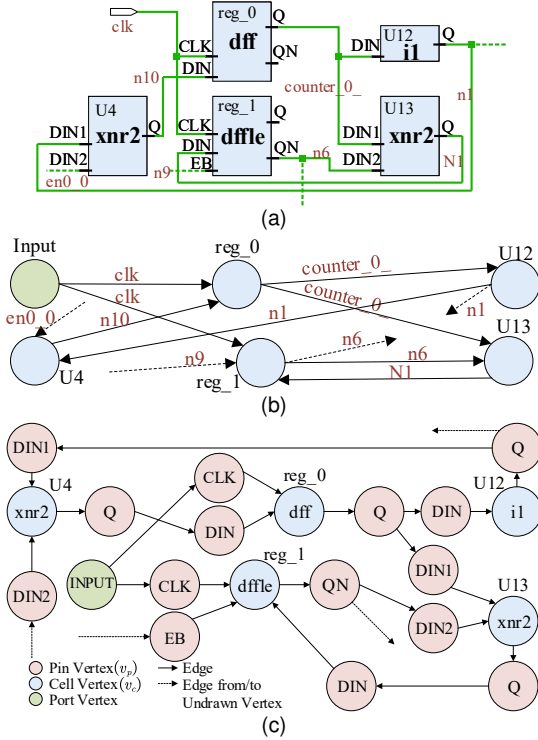 clk
reg_0
Q
CLK
dff
QN
DIN
n10
counter_0_
U12
DIN
i1
Q
n1
U4
DIN1
xnr2
Q
DIN2
en0_0
reg_1
Q
CLK
dffle
DIN
QN
EB
n9
n6
U13
DIN1
xnr2
Q
DIN2
N1
(a)
Input
reg_0
U12
clk
counter_0_
clk
counter_0_
en0_0
n10
n1
n1
U13
n6
n9
n6
U4
reg_1
N1
(b)
DIN1
Q
U4
CLK
reg_0
U12
xnr2
Q
DIN
dff
Q
DIN
i1
reg_1
DIN1
U13
INPUT
CLK
dffle
QN
DIN2
xnr2
DIN2
EB
DIN
Q
Pin Vertex(vp)
Edge
Cell Vertex(vc)
Edge from/to
Port Vertex
Undrawn Vertex
(c)